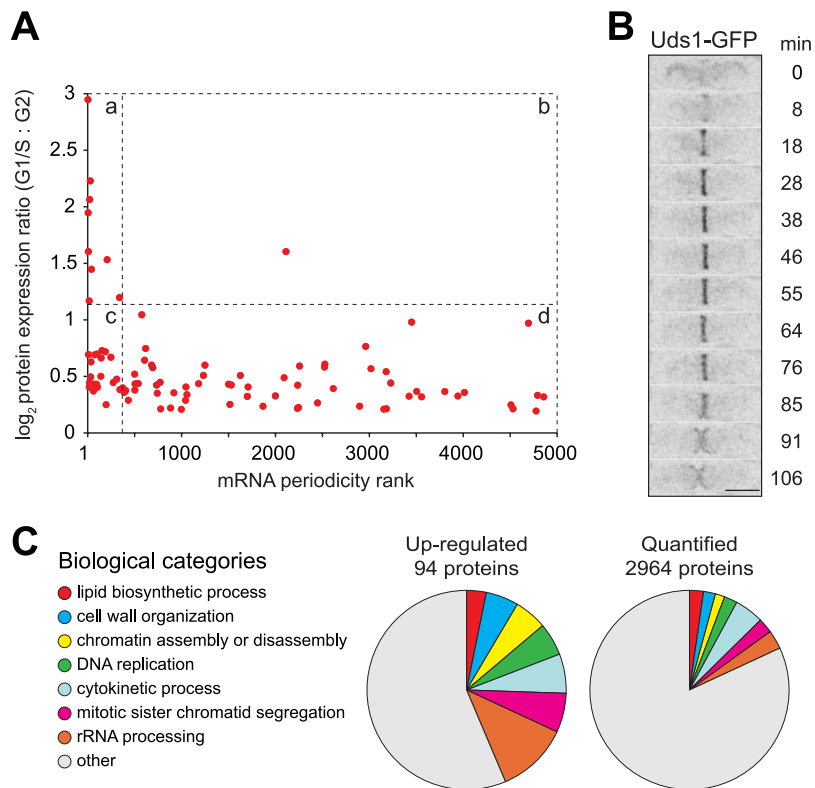 A
B
Uds1-GFP
min
log2 protein expression ratio (G1/S : G2)
3
2.5
2
1.5
1
0.5
0
a
b
c
d
1
1000
2000
3000
4000
5000
mRNA periodicity rank
0
8
18
28
38
46
55
64
76
85
91
106
C
Biological categories
lipid biosynthetic process
cell wall organization
chromatin assembly or disassembly
DNA replication
cytokinetic process
mitotic sister chromatid segregation
rRNA processing
other
Up-regulated
94 proteins
Quantified
2964 proteins